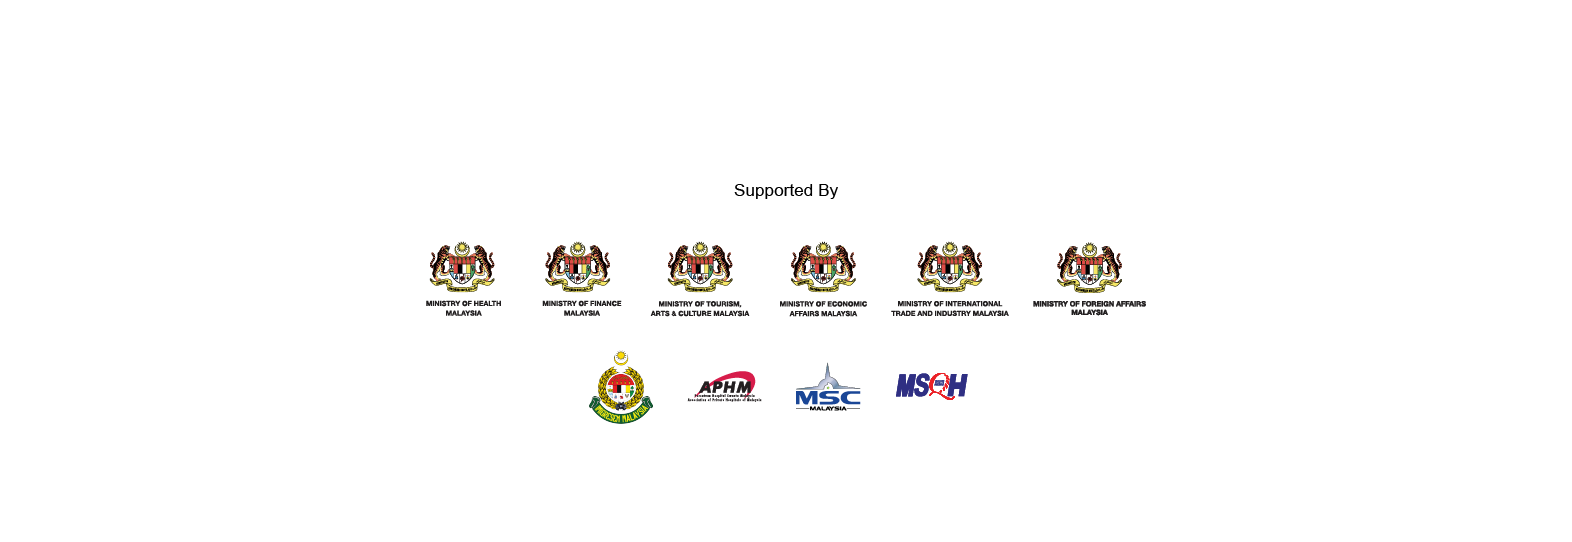 Supported By
MINISTRY OF HEALTH
MALAYSIA
MINISTRY OF FINANCE
MALAYSIA
MINISTRY OF TOURISM,
ARTS & CULTURE MALAYSIA
MINISTRY OF ECONOMIC
AFFAIRS MALAYSIA
MINISTRY OF INTERNATIONAL
TRADE AND INDUSTRY MALAYSIA
MINISTRY OF FOREIGN AFFAIRS
MALAYSIA
IMIGRESEN MALAYSIA
APHM
Association of Private Hospitals of Malaysia
MSC
MALAYSIA
MSQH